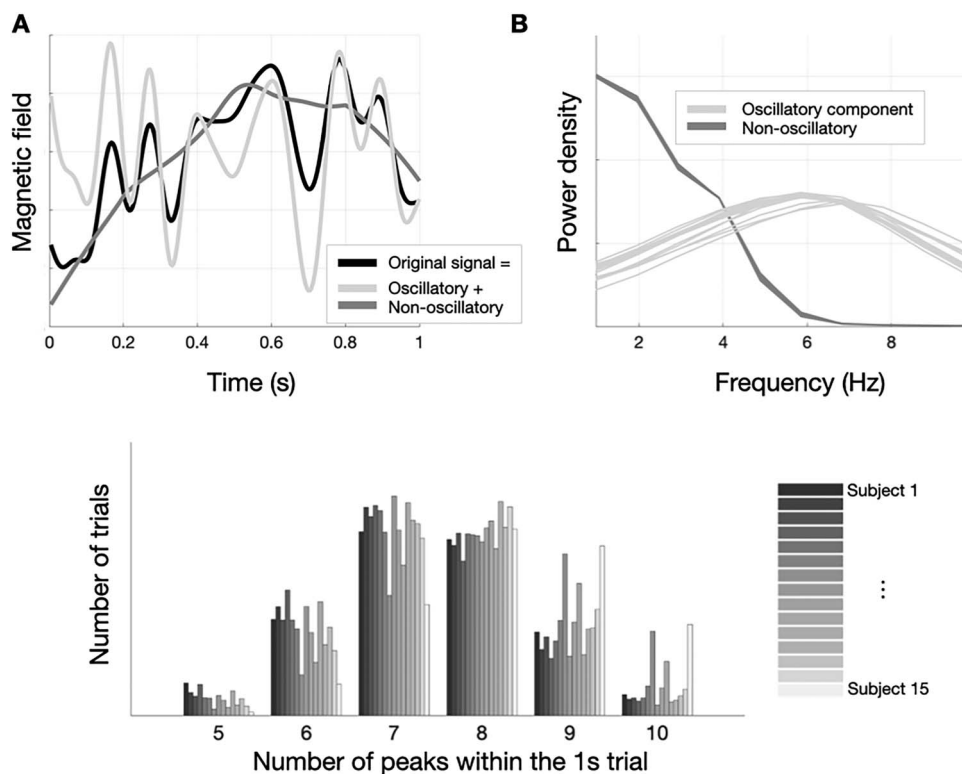 A
Magnetic field
Original signal =
Oscillatory +
Non-oscillatory
0 0.2 0.4 0.6 0.8 1
Time (s)
B
Power density
Oscillatory component
Non-oscillatory
2 4 6 8
Frequency (Hz)
Number of trials
5 6 7 8 9 10
Number of peaks within the 1s trial
Subject 1
⋮
Subject 15